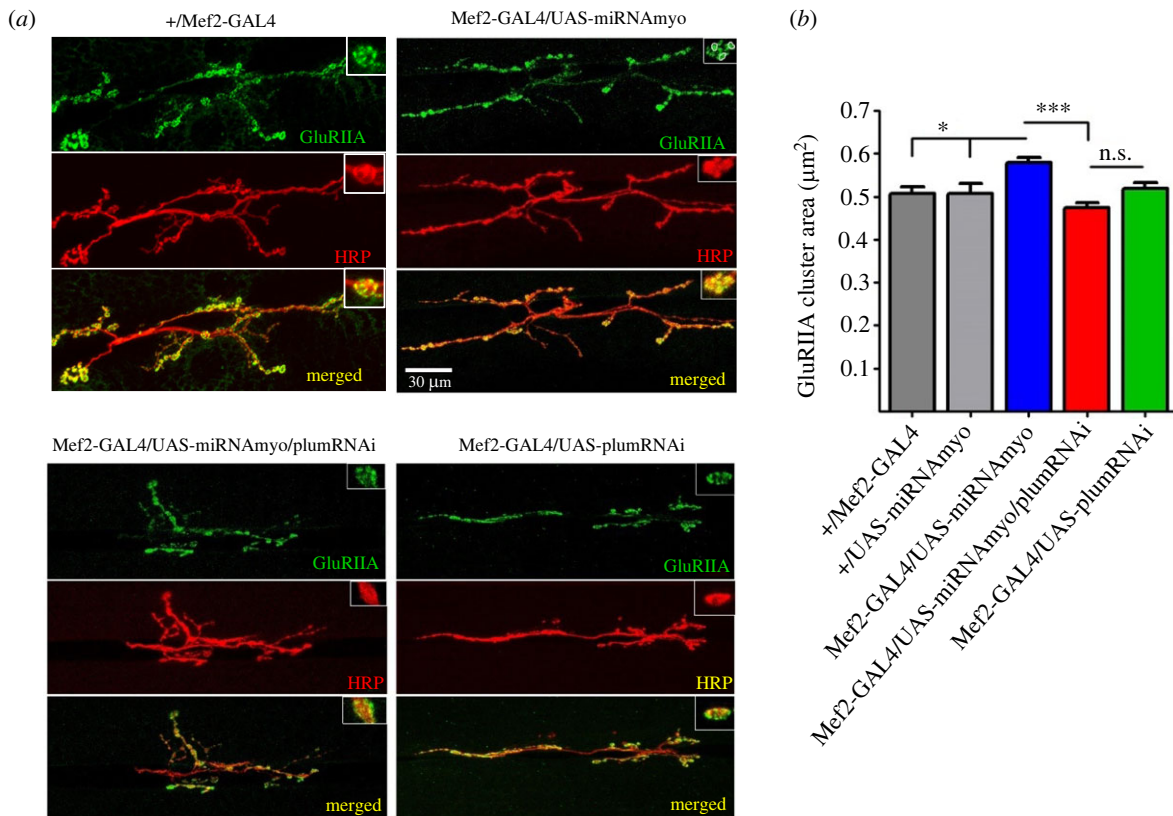 (a)
+/Mef2-GAL4
Mef2-GAL4/UAS-miRNAmyo
GluRIIA
GluRIIA
HRP
HRP
merged
30 µm
merged
Mef2-GAL4/UAS-miRNAmyo/plumRNAi
Mef2-GAL4/UAS-plumRNAi
GluRIIA
GluRIIA
HRP
HRP
merged
merged
(b)
GluRIIA cluster area (µm²)
0.7
0.6
0.5
0.4
0.3
0.2
0.1
*
***
n.s.
+/Mef2-GAL4
+/UAS-miRNAmyo
Mef2-GAL4/UAS-miRNAmyo
Mef2-GAL4/UAS-miRNAmyo/plumRNAi
Mef2-GAL4/UAS-plumRNAi